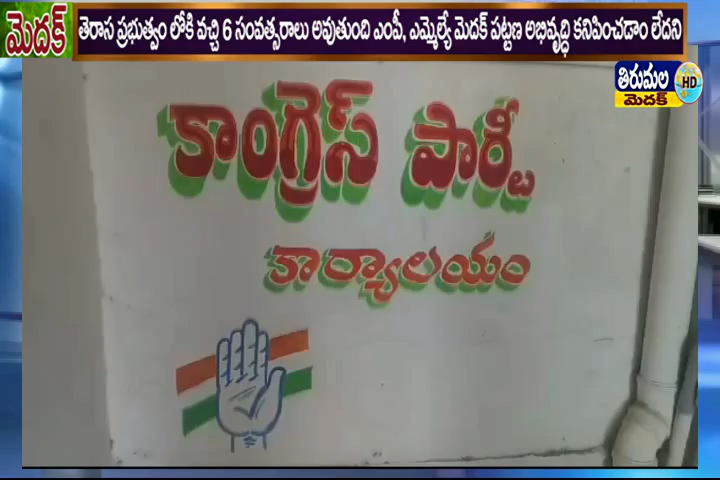 మెదక్ తెరాస ప్రభుత్వం లోకి వచ్చి 6 సంవత్సరాలు అవుతుంది ఎంపీ, ఎమ్మెల్యే మెదక్ పట్టణ అభివృద్ధి కనిపించడాం లేదని
తిరుమల HD
మెదక్
కాంగ్రెస్ పార్టీ
కార్యాలయం